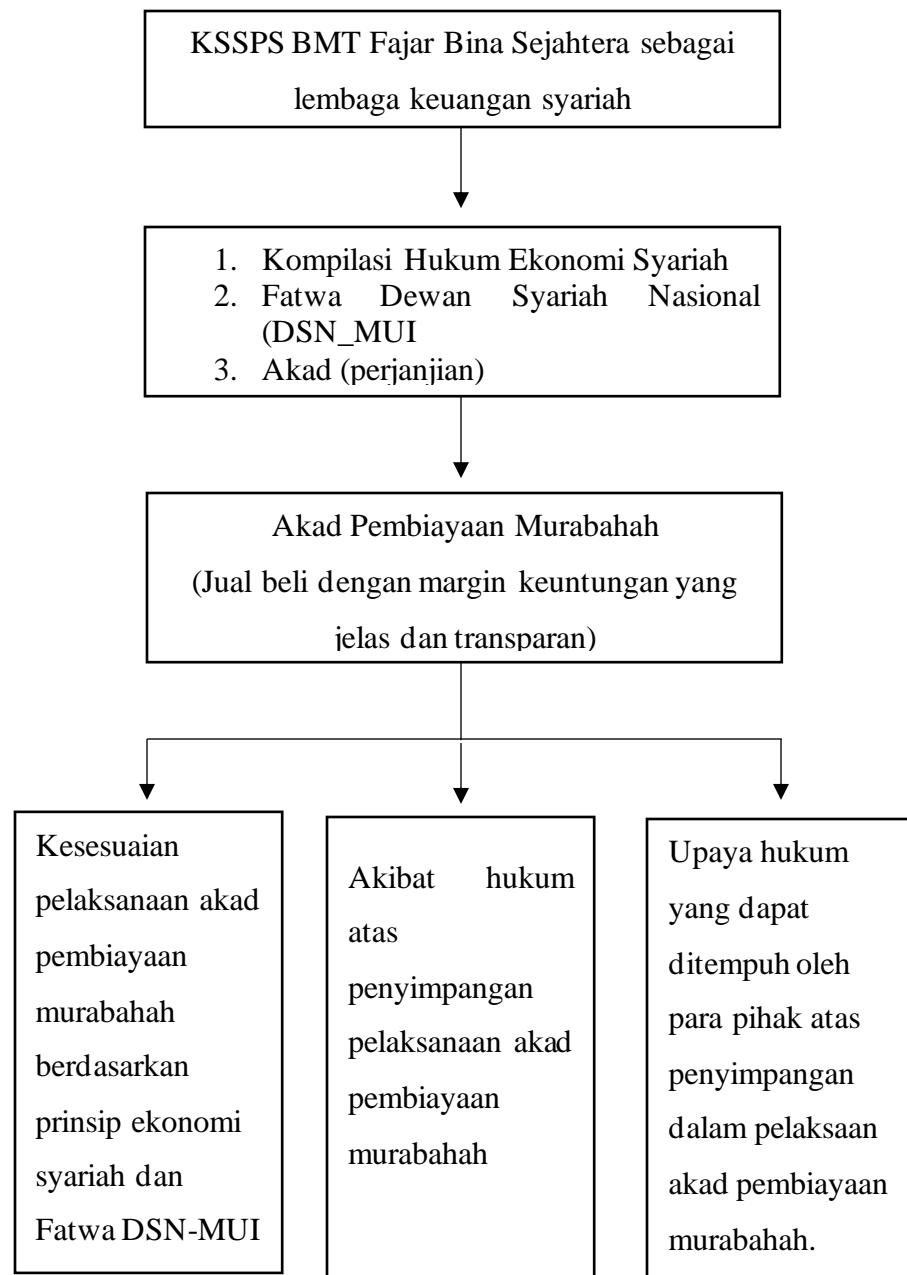 KSSPS BMT Fajar Bina Sejahtera sebagai
lembaga keuangan syariah
1. Kompilasi Hukum Ekonomi Syariah
2. Fatwa Dewan Syariah Nasional
(DSN_MUI
3. Akad (perjanjian)
Akad Pembiayaan Murabahah
(Jual beli dengan margin keuntungan yang
jelas dan transparan)
Kesesuaian
pelaksanaan akad
pembiayaan
murabahah
berdasarkan
prinsip ekonomi
syariah dan
Fatwa DSN-MUI
Akibat hukum
atas
penyimpangan
pelaksanaan akad
pembiayaan
murabahah
Upaya hukum
yang dapat
ditempuh oleh
para pihak atas
penyimpangan
dalam pelaksaan
akad pembiayaan
murabahah.